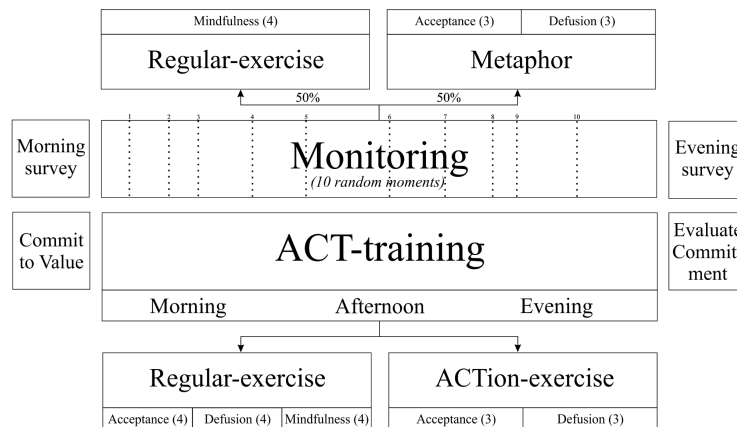 Mindfulness (4)
Regular-exercise
Acceptance (3) Defusion (3)
Metaphor
50% 50%
1 2 3 4 5 6 7 8 9 10
Morning
survey
Monitoring
(10 random moments)
Evening
survey
Commit
to Value
ACT-training
Evaluate
Commit-
ment
Morning Afternoon Evening
Regular-exercise
Acceptance (4) Defusion (4) Mindfulness (4)
ACTion-exercise
Acceptance (3) Defusion (3)